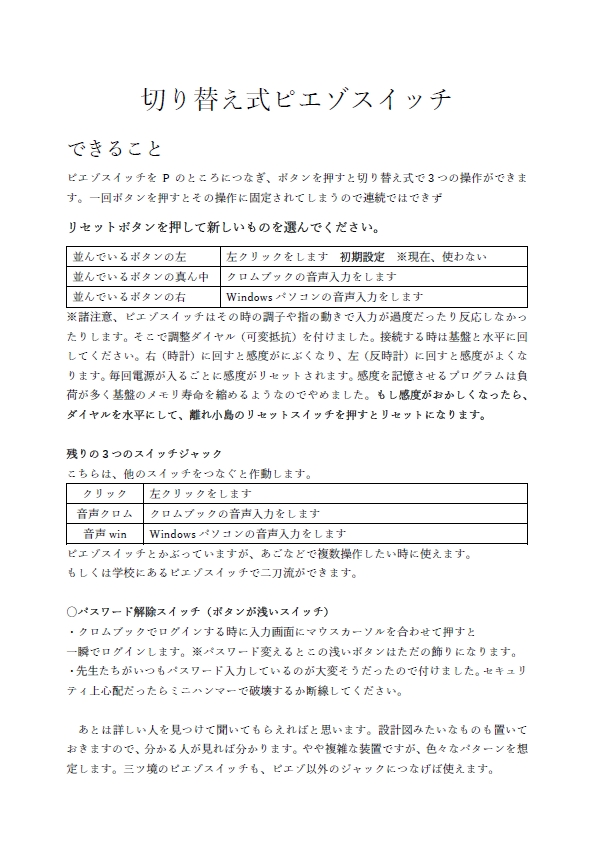 切り替え式ピエゾスイッチ
できること
ピエゾスイッチを P のところにつなぎ、ボタンを押すと切り替え式で３つの操作ができま
す。一回ボタンを押すとその操作に固定されてしまうので連続ではできず
リセットボタンを押して新しいものを選んでください。
並んでいるボタンの左 左クリックをします　初期設定　※現在、使わない
並んでいるボタンの真ん中 クロムブックの音声入力をします
並んでいるボタンの右 Windows パソコンの音声入力をします
※諸注意、ピエゾスイッチはその時の調子や指の動きで入力が過度だったり反応しなかっ
たりします。そこで調整ダイヤル（可変抵抗）を付けました。接続する時は基盤と水平に回
してください。右（時計）に回すと感度がにぶくなり、左（反時計）に回すと感度がよくな
ります。毎回電源が入るごとに感度がリセットされます。感度を記憶させるプログラムは負
荷が多く基盤のメモリ寿命を縮めるようなのでやめました。もし感度がおかしくなったら、
ダイヤルを水平にして、離れ小島のリセットスイッチを押すとリセットになります。
残りの３つのスイッチジャック
こちらは、他のスイッチをつなぐと作動します。
クリック 左クリックをします
音声クロム クロムブックの音声入力をします
音声 win Windows パソコンの音声入力をします
ピエゾスイッチとかぶっていますが、あごなどで複数操作したい時に使えます。
もしくは学校にあるピエゾスイッチで二刀流ができます。
〇パスワード解除スイッチ（ボタンが浅いスイッチ）
・クロムブックでログインする時に入力画面にマウスカーソルを合わせて押すと
一瞬でログインします。※パスワード変えるとこの浅いボタンはただの飾りになります。
・先生たちがいつもパスワード入力しているのが大変そうだったので付けました。セキュリ
ティ上心配だったらミニハンマーで破壊するか断線してください。
　あとは詳しい人を見つけて聞いてもらえればと思います。設計図みたいなものも置いて
おきますので、分かる人が見れば分かります。やや複雑な装置ですが、色々なパターンを想
定します。三ツ境のピエゾスイッチも、ピエゾ以外のジャックにつなげば使えます。